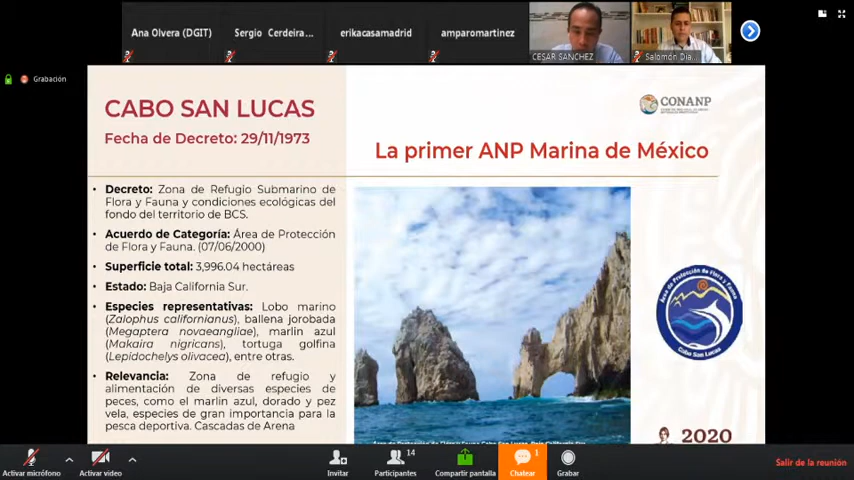 Ana Olvera (DGIT)
Sergio Cerdeira...
erikacasamadrid
amparomartinez
CESAR SANCHEZ
Salomón Día...
Grabación
CABO SAN LUCAS
Fecha de Decreto: 29/11/1973
CONANP
La primer ANP Marina de México
• Decreto: Zona de Refugio Submarino de
Flora y Fauna y condiciones ecológicas del
fondo del territorio de BCS.
• Acuerdo de Categoría: Área de Protección
de Flora y Fauna. (07/06/2000)
• Superficie total: 3,996.04 hectáreas
• Estado: Baja California Sur.
• Especies representativas: Lobo marino
(Zalophus californianus), ballena jorobada
(Megaptera novaeangliae), marlin azul
(Makaira nigricans), tortuga golfina
(Lepidochelys olivacea), entre otras.
• Relevancia: Zona de refugio y
alimentación de diversas especies de
peces, como el marlin azul, dorado y pez
vela, especies de gran importancia para la
pesca deportiva. Cascadas de Arena
Área de Protección de Flora y Fauna
Cabo San Lucas
2020
Activar micrófono
Activar video
Invitar
14
Participantes
Compartir pantalla
1
Chatear
Grabar
Salir de la reunión